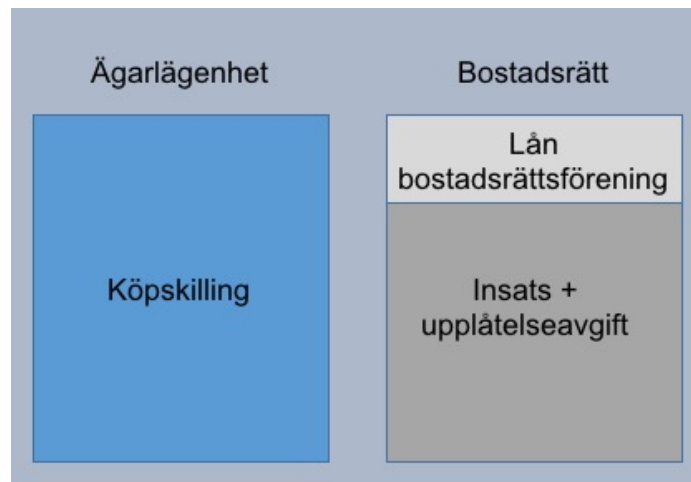 Ägarlägenhet
Bostadsrätt
Köpskilling
Lån
bostadsrättsförening
Insats +
upplåtelseavgift